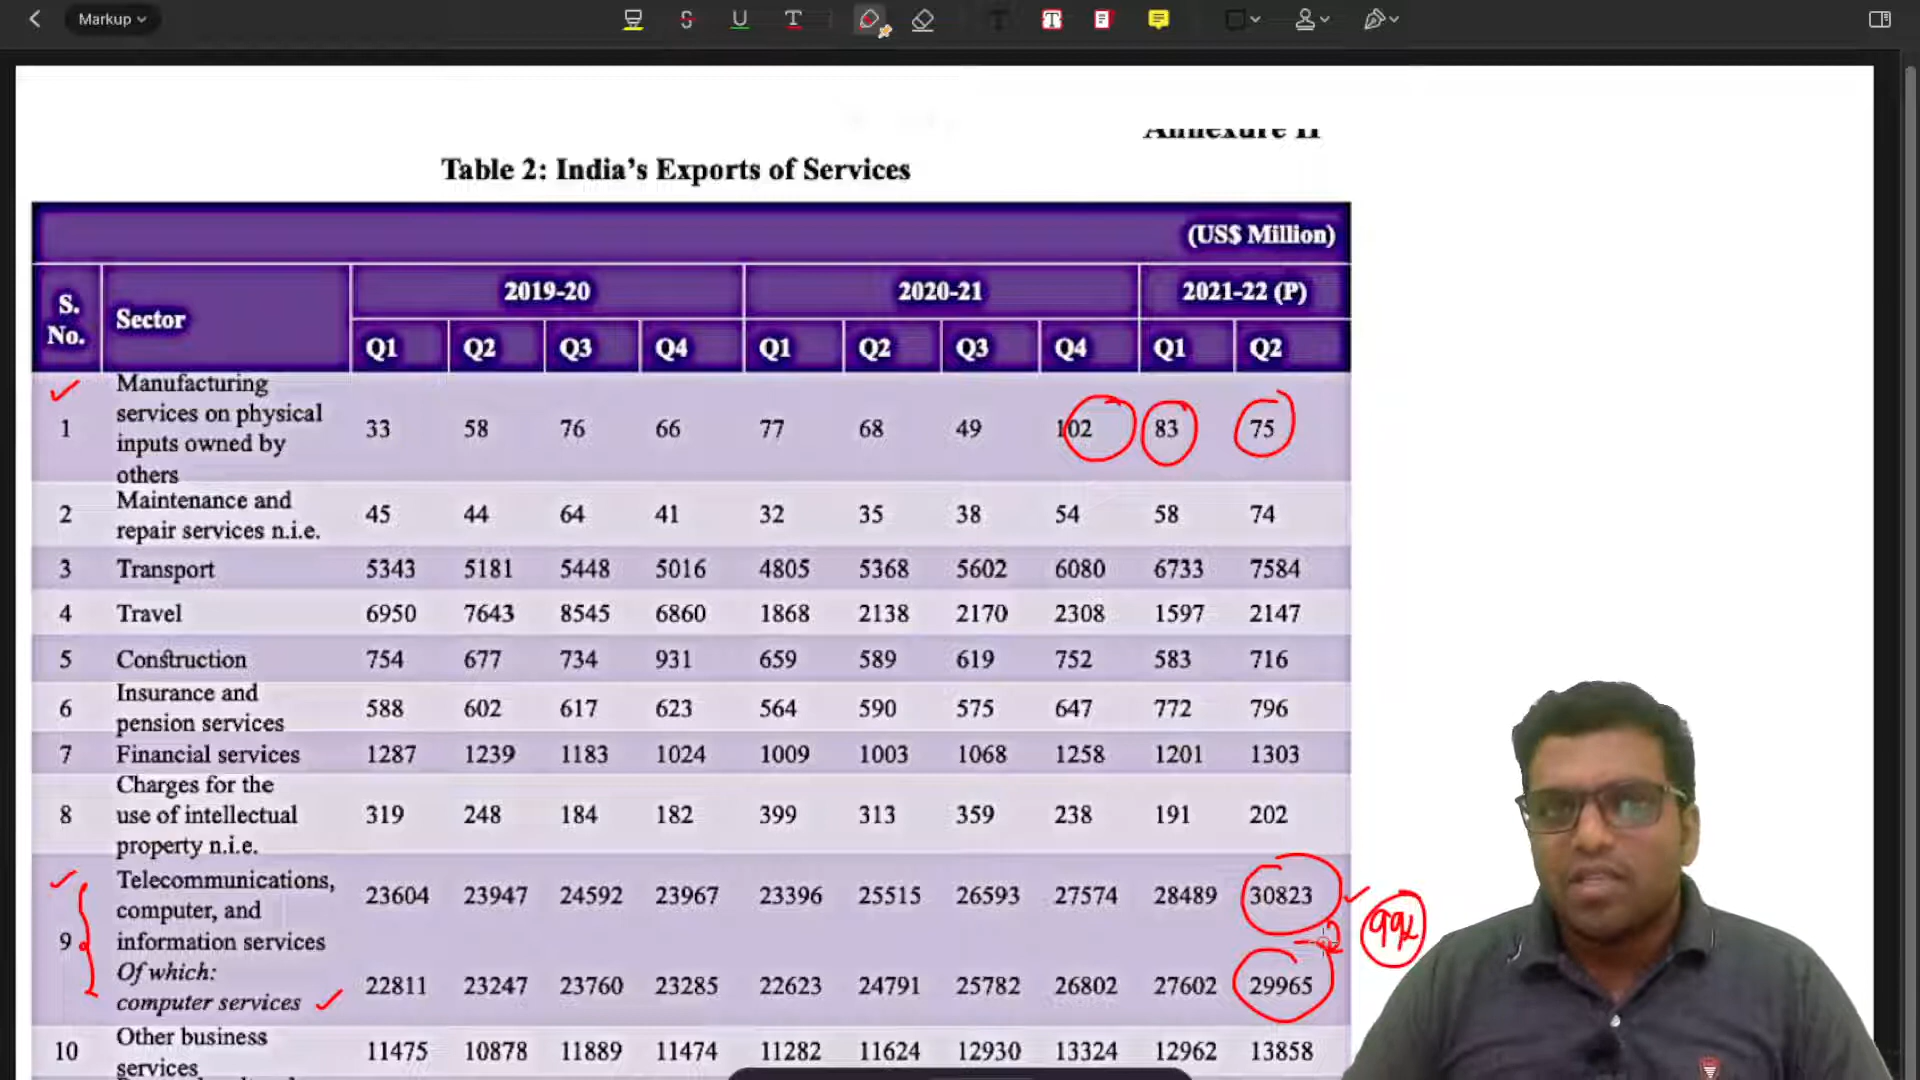 Markup
Annexure II
Table 2: India's Exports of Services
(US$ Million)
S. No. Sector 2019-20 2020-21 2021-22 (P)
Q1 Q2 Q3 Q4 Q1 Q2 Q3 Q4 Q1 Q2
1 Manufacturing services on physical inputs owned by others 33 58 76 66 77 68 49 102 83 75
2 Maintenance and repair services n.i.e. 45 44 64 41 32 35 38 54 58 74
3 Transport 5343 5181 5448 5016 4805 5368 5602 6080 6733 7584
4 Travel 6950 7643 8545 6860 1868 2138 2170 2308 1597 2147
5 Construction 754 677 734 931 659 589 619 752 583 716
6 Insurance and pension services 588 602 617 623 564 590 575 647 772 796
7 Financial services 1287 1239 1183 1024 1009 1003 1068 1258 1201 1303
8 Charges for the use of intellectual property n.i.e. 319 248 184 182 399 313 359 238 191 202
9 Telecommunications, computer, and information services 23604 23947 24592 23967 23396 25515 26593 27574 28489 30823
Of which: computer services 22811 23247 23760 23285 22623 24791 25782 26802 27602 29965
10 Other business services 11475 10878 11889 11474 11282 11624 12930 13324 12962 13858